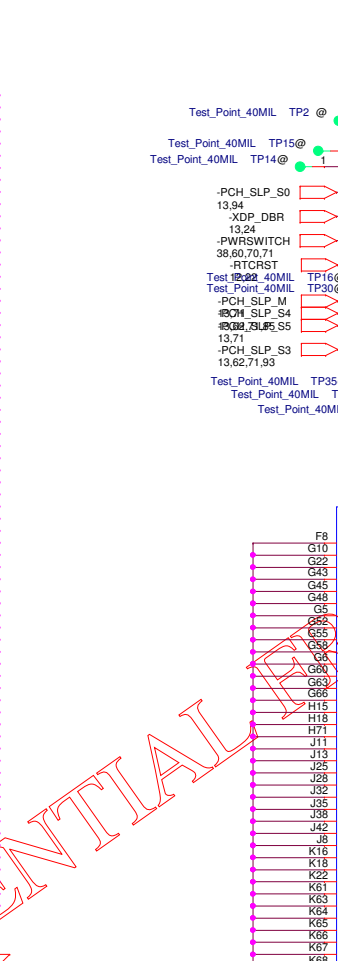 Test_Point_40MIL TP2 @
Test_Point_40MIL TP15@
Test_Point_40MIL TP14@ 1
-PCH_SLP_S0
13,94
-XDP_DBR
13,24
-PWRSWITCH
38,60,70,71
-RTCRST
Test_Point_40MIL TP16@
Test_Point_40MIL TP30@
-PCH_SLP_M
-PCH_SLP_S4
-PCH_SLP_S5
13,71
-PCH_SLP_S3
13,62,71,93
Test_Point_40MIL TP35
Test_Point_40MIL T
Test_Point_40MI
F8
G10
G22
G43
G45
G48
G5
G52
G55
G58
G6
G60
G63
G66
H15
H18
H71
J11
J13
J25
J28
J32
J35
J38
J42
J8
K16
K18
K22
K61
K63
K64
K65
K66
K67
K68
ENTIAL